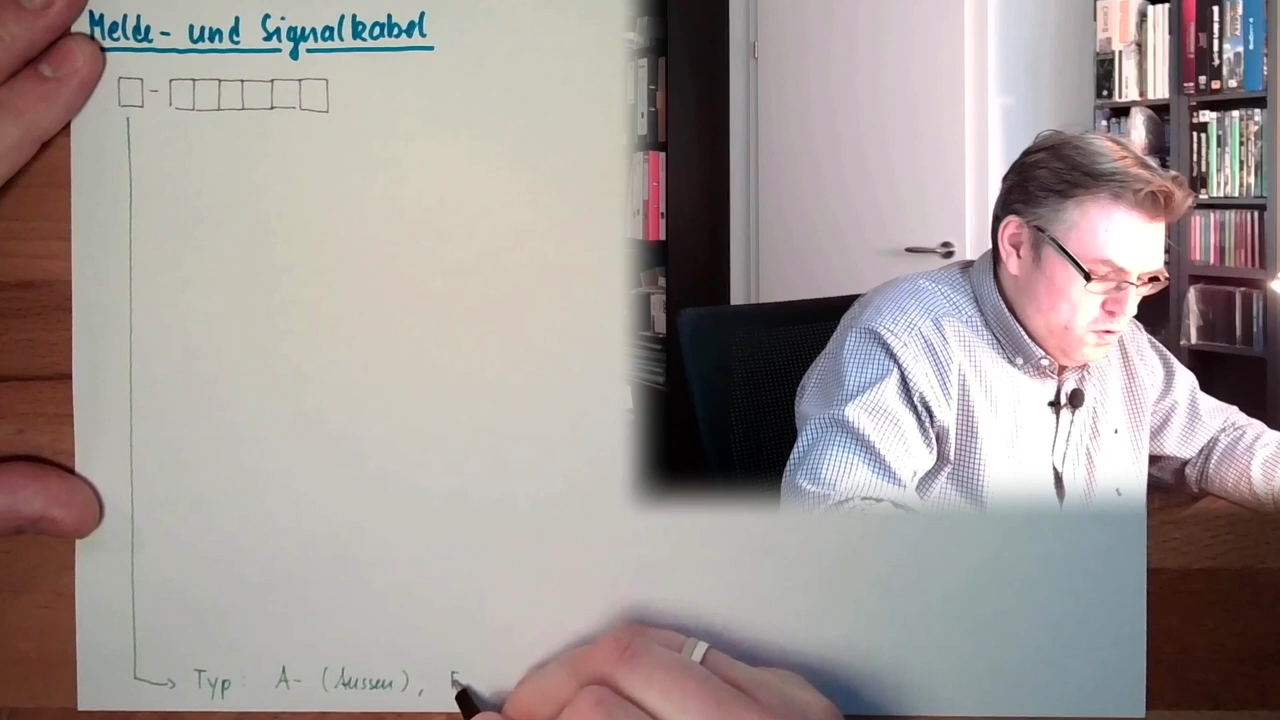 Melde- und Signalkabel
Typ: A- (Aussen),